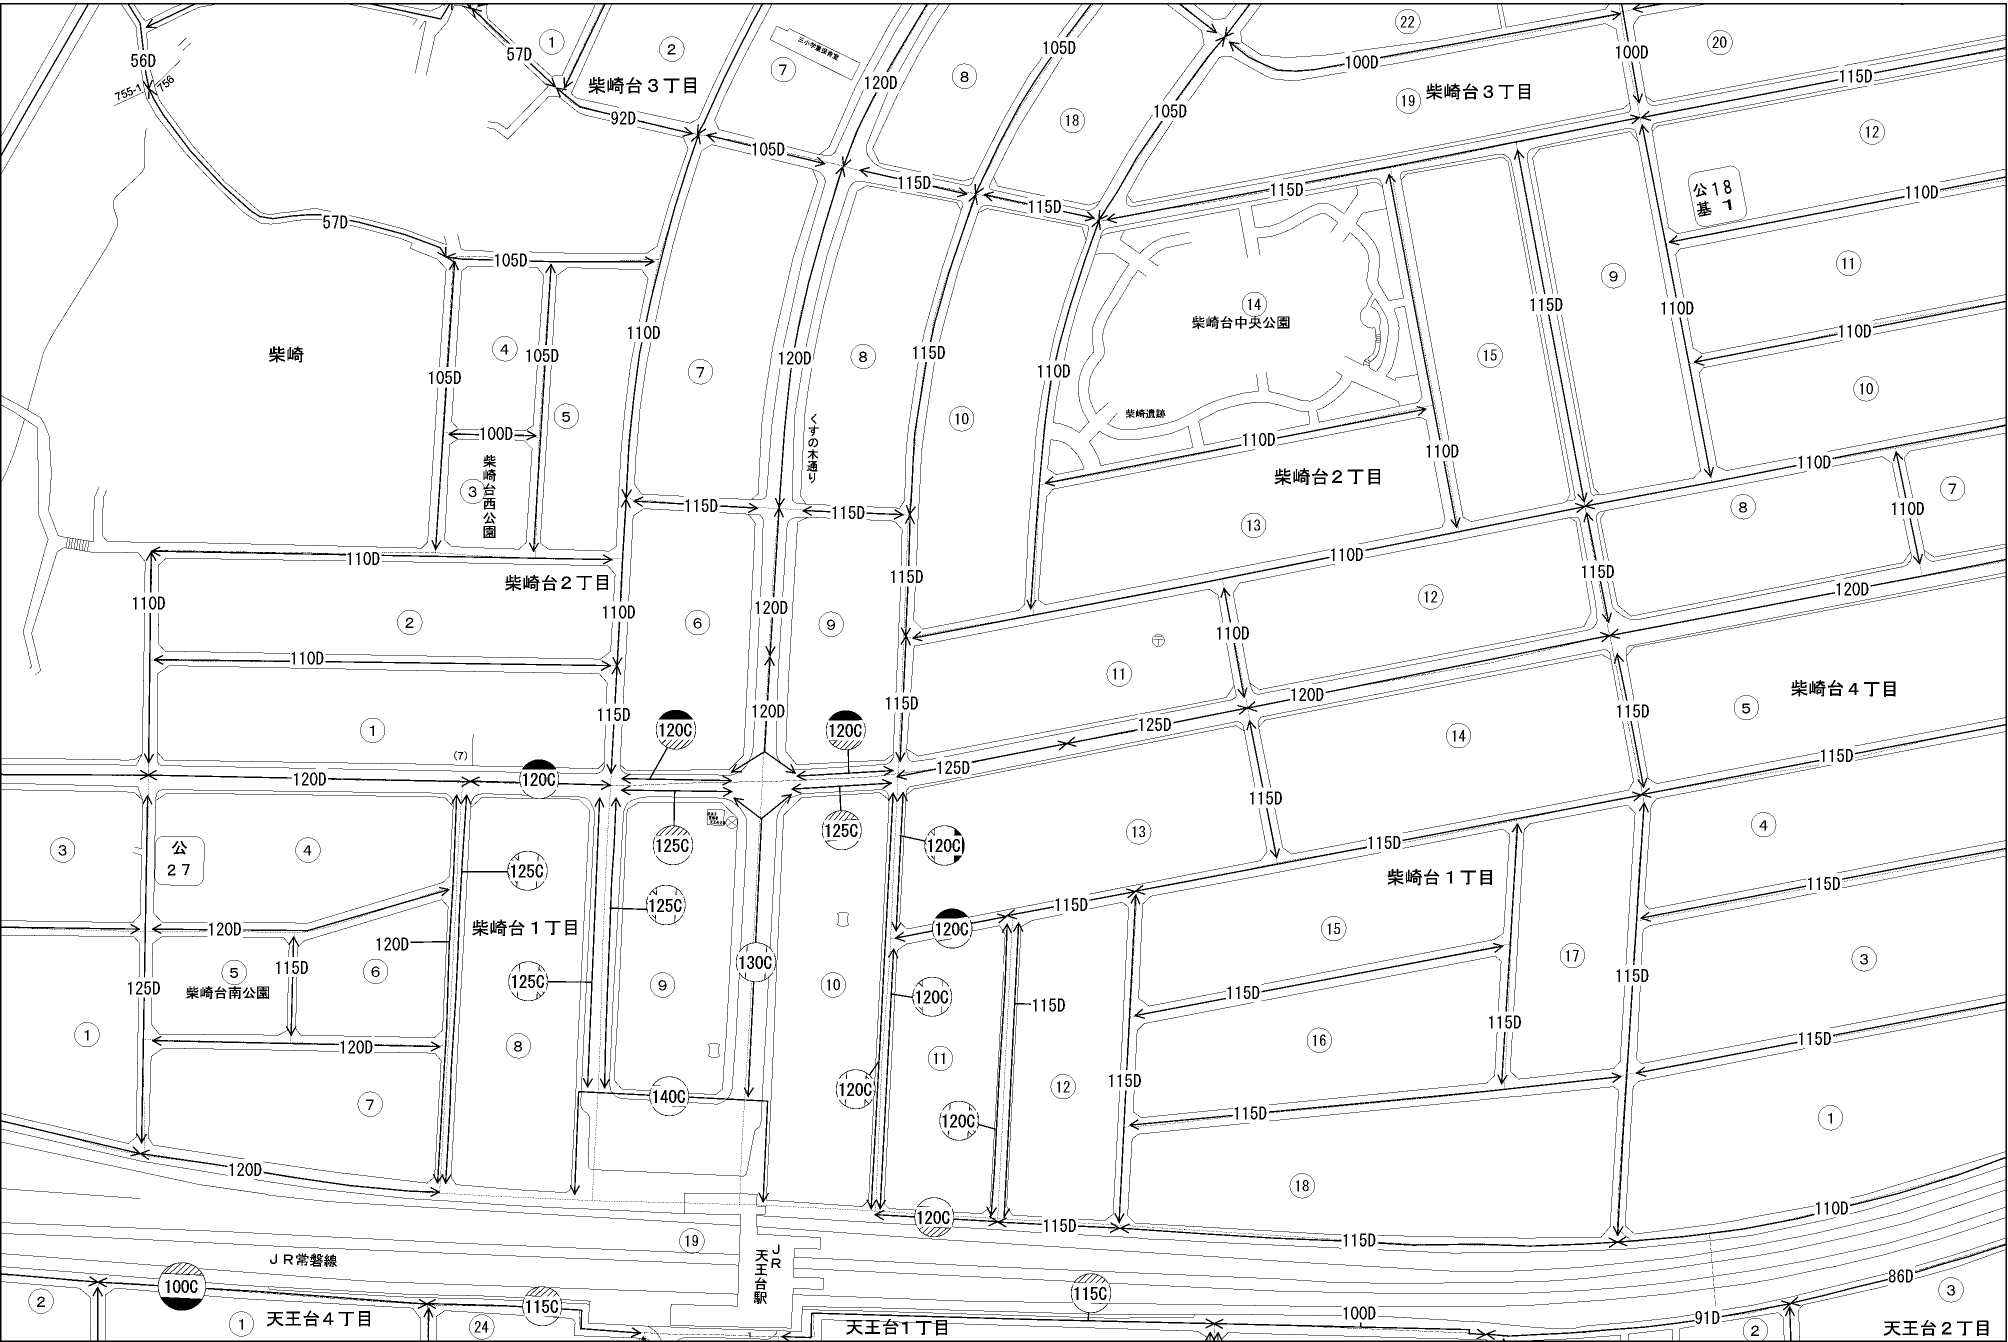 56D
57D
①
②
三小学童保育室
⑦
120D
⑧
105D
㉒
100D
100D
⑳
755-1
756
柴崎台3丁目
92D
105D
115D
⑱
105D
115D
⑲
柴崎台3丁目
115D
⑫
115D
110D
公18
基1
57D
105D
110D
⑪
⑨
115D
110D
⑭
柴崎台中央公園
柴崎
④
105D
105D
110D
⑦
120D
⑧
115D
110D
⑮
110D
⑩
⑤
くすの木通り
⑩
柴崎遺跡
100D
110D
110D
110D
柴崎台西公園
③
柴崎台2丁目
115D
115D
⑬
⑧
⑦
110D
110D
110D
115D
115D
柴崎台2丁目
110D
110D
120D
②
⑥
120D
⑨
⑫
120D
〒
110D
110D
⑪
115D
120D
115D
120D
柴崎台4丁目
⑤
115D
①
120C
120C
125D
⑭
(7)
120D
120C
125D
115D
115D
③
公
27
④
125C
125C
120C
⑬
115D
④
125C
125C
柴崎台1丁目
115D
柴崎台1丁目
120D
120D
115D
120C
115D
⑮
⑤
柴崎台南公園
⑥
125C
⑨
130C
⑩
120C
115D
115D
⑰
115D
③
125D
①
120D
⑧
⑪
⑯
115D
115D
⑦
140C
120C
120C
⑫
115D
115D
①
120D
⑱
120C
115D
115D
110D
⑲
JR常磐線
JR
天王台駅
100C
115C
115C
100D
91D
86D
③
②
①
天王台4丁目
㉔
天王台1丁目
②
天王台2丁目